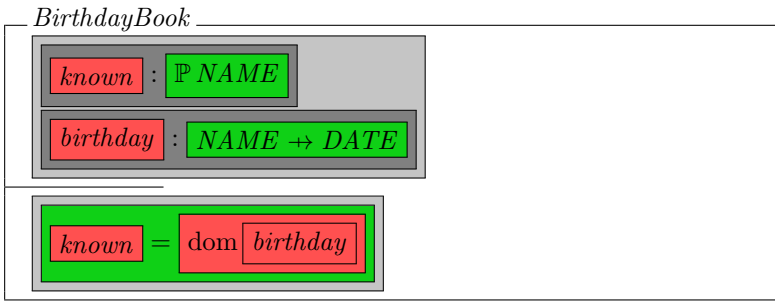 BirthdayBook
known : ℙ NAME
birthday : NAME ⇸ DATE
known = dom birthday